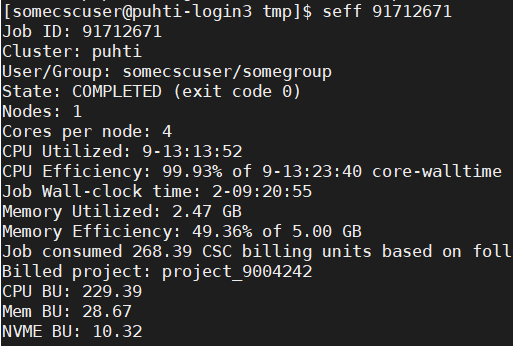 [somecscuser@puhti-login3 tmp]$ seff 91712671
Job ID: 91712671
Cluster: puhti
User/Group: somecscuser/somegroup
State: COMPLETED (exit code 0)
Nodes: 1
Cores per node: 4
CPU Utilized: 9-13:13:52
CPU Efficiency: 99.93% of 9-13:23:40 core-walltime
Job Wall-clock time: 2-09:20:55
Memory Utilized: 2.47 GB
Memory Efficiency: 49.36% of 5.00 GB
Job consumed 268.39 CSC billing units based on foll
Billed project: project_9004242
CPU BU: 229.39
Mem BU: 28.67
NVME BU: 10.32